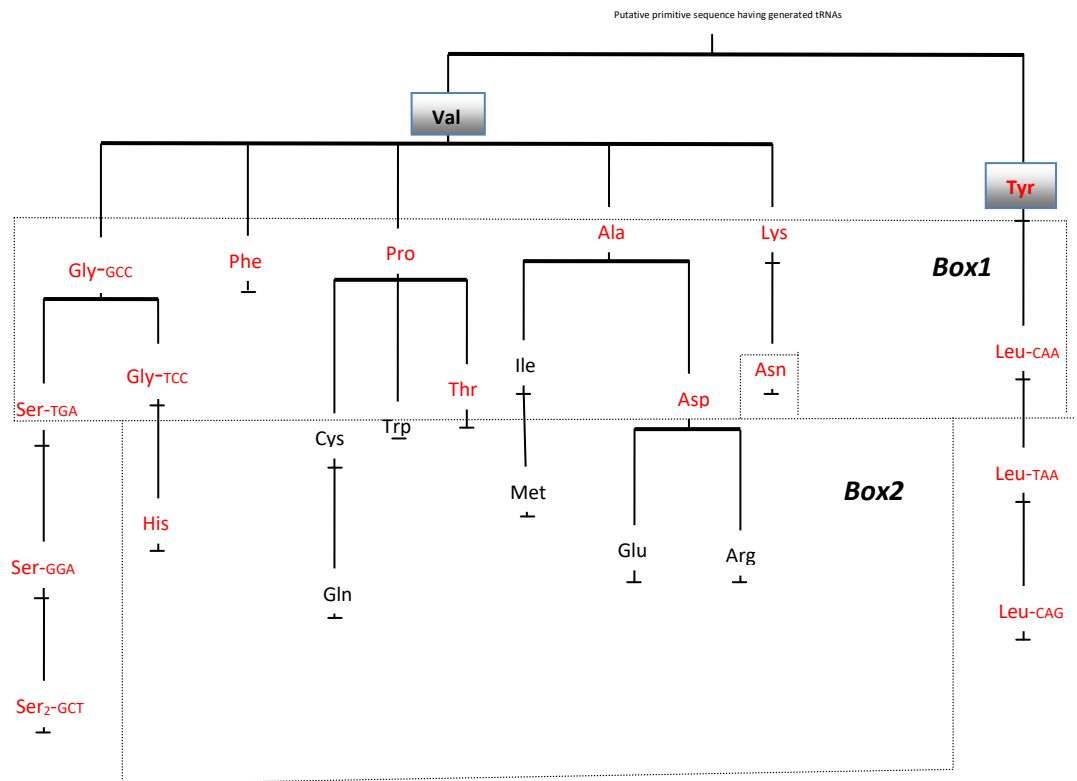 Putative primitive sequence having generated tRNAs
Val
Tyr
Gly-GCC
Phe
Pro
Ala
Lys
Box1
Ser-TGA
Gly-TCC
Cys
Trp
Thr
Ile
Asp
Asn
Leu-CAA
Box2
His
Met
Leu-TAA
Ser-GGA
Gln
Glu
Arg
Leu-CAG
Ser₂-GCT